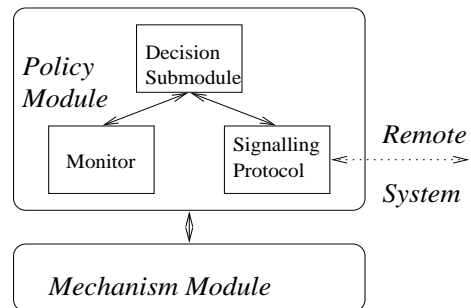 Decision
Submodule
Policy
Module
Monitor
Signalling
Protocol
Remote
System
Mechanism Module